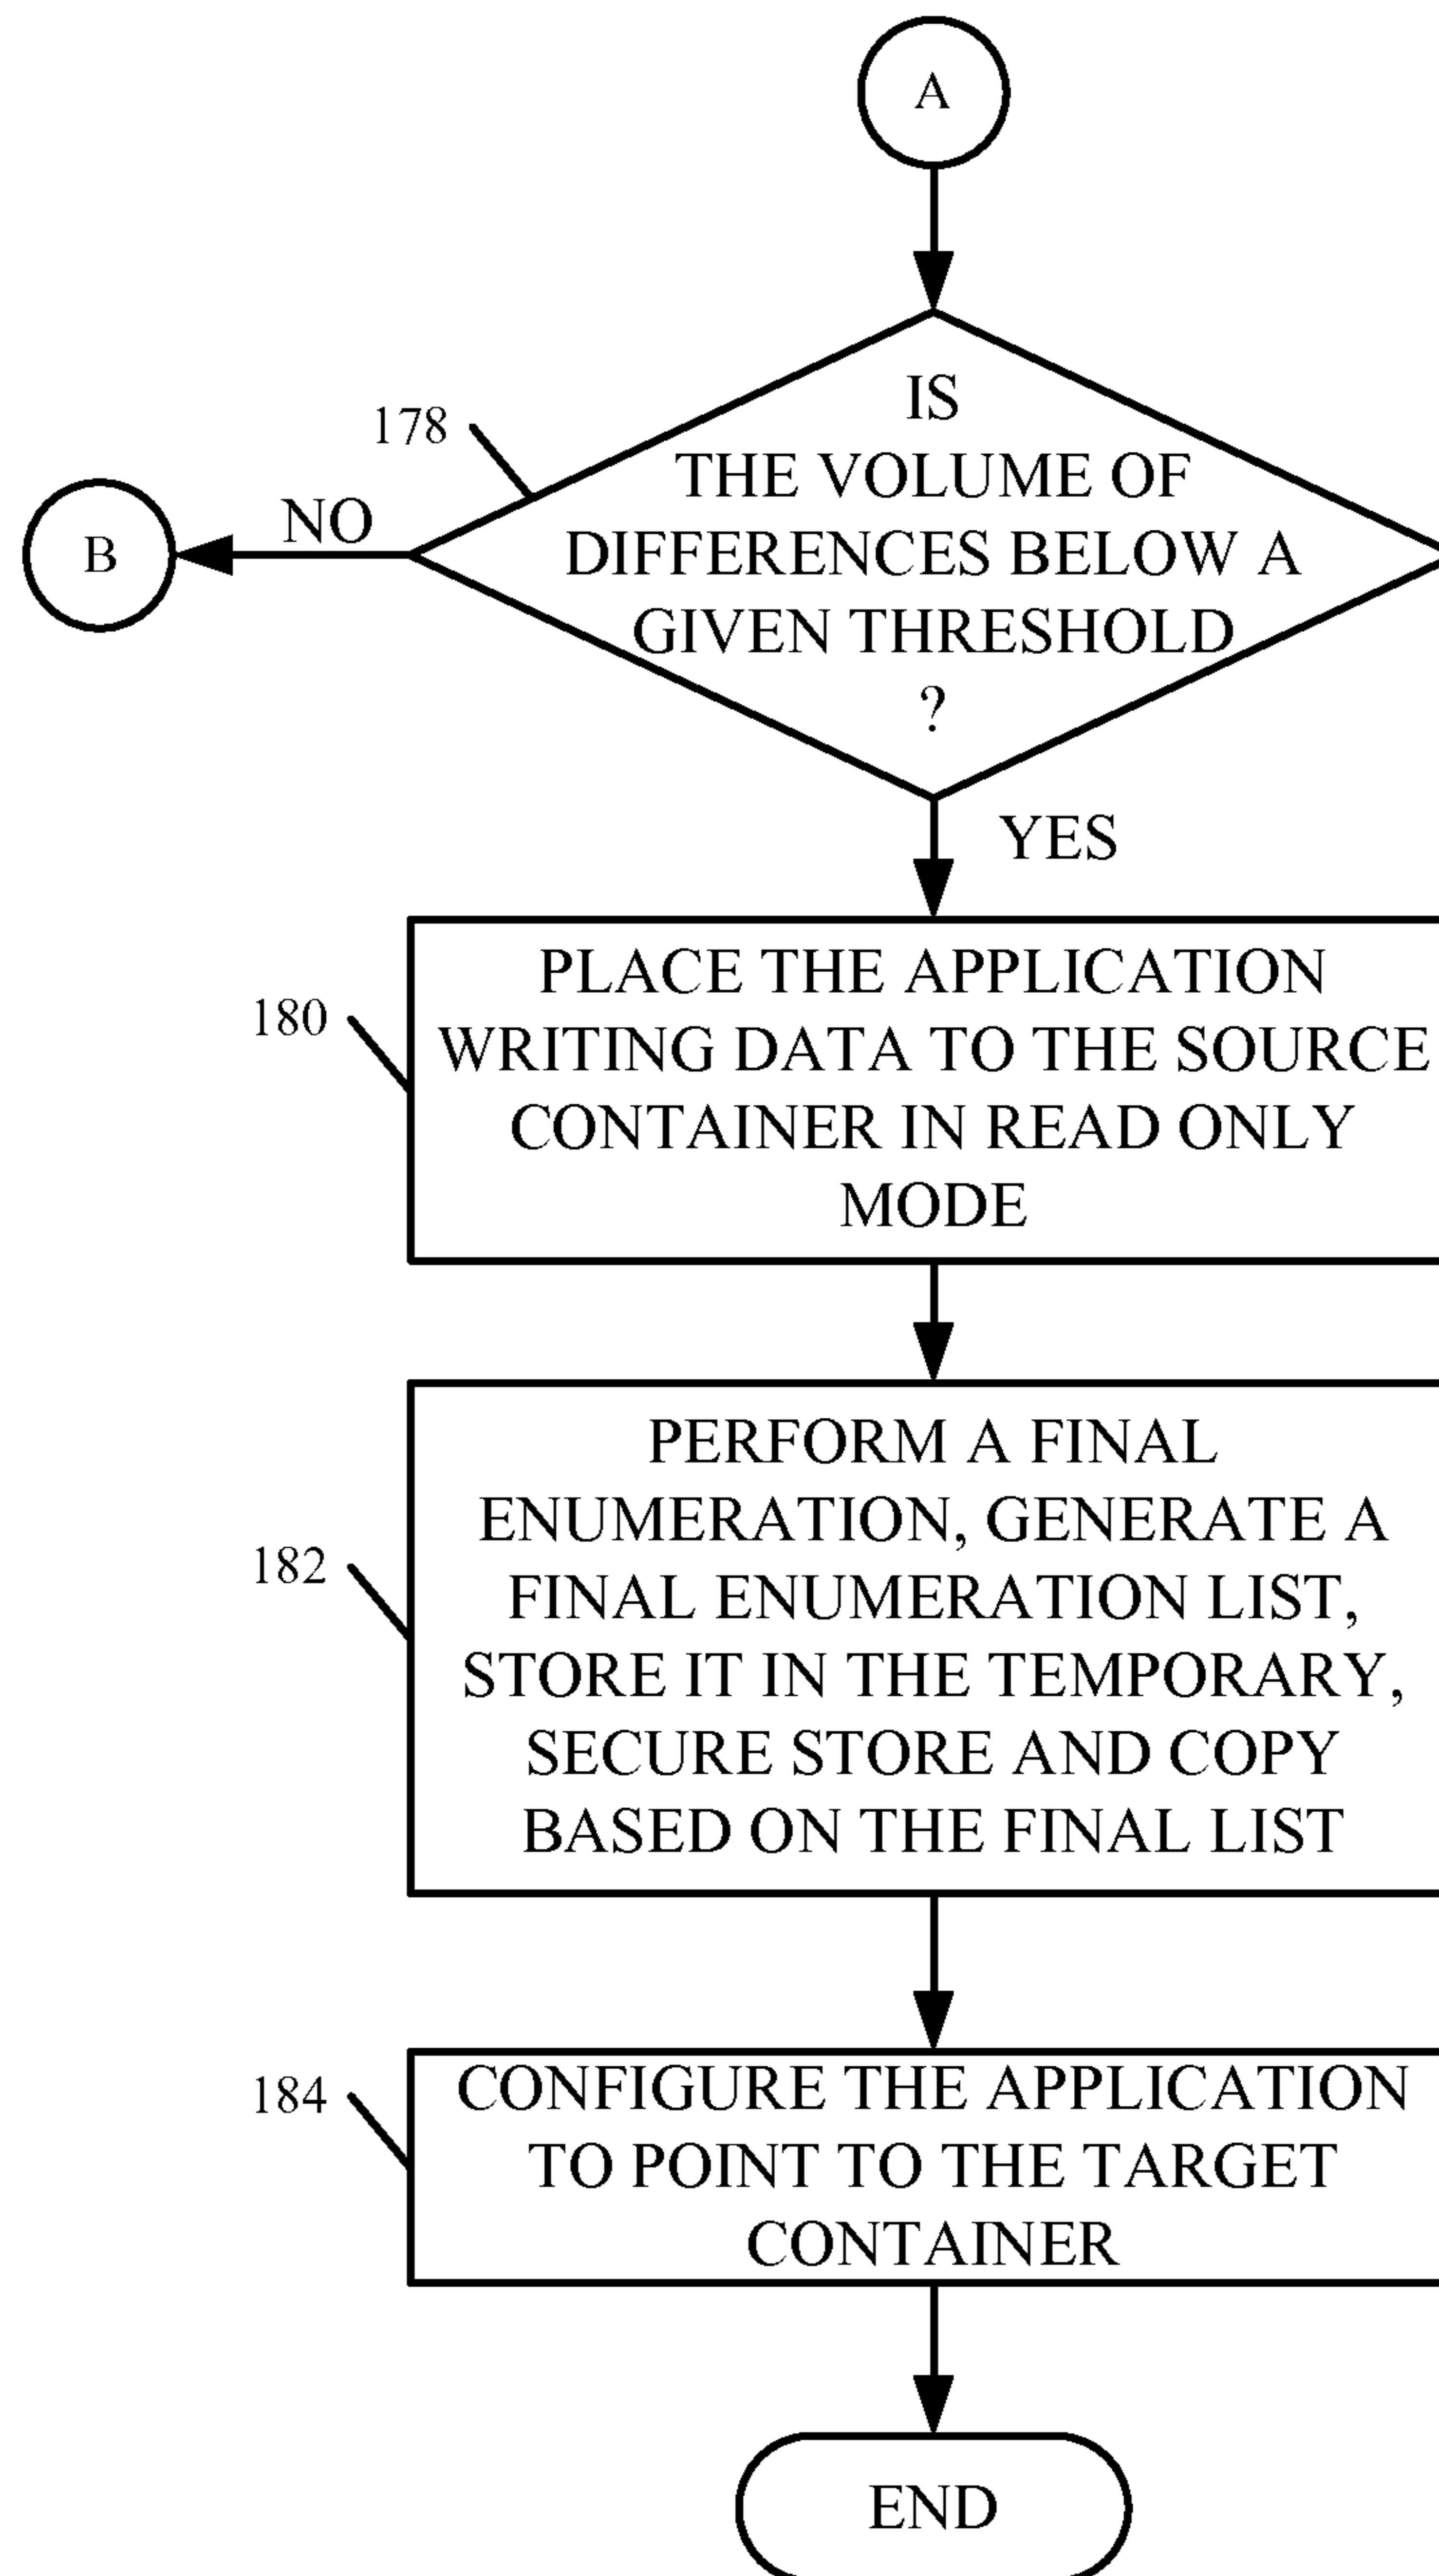 A
IS
THE VOLUME OF
DIFFERENCES BELOW A
GIVEN THRESHOLD
?
178
NO
B
YES
180
PLACE THE APPLICATION
WRITING DATA TO THE SOURCE
CONTAINER IN READ ONLY
MODE
182
PERFORM A FINAL
ENUMERATION, GENERATE A
FINAL ENUMERATION LIST,
STORE IT IN THE TEMPORARY,
SECURE STORE AND COPY
BASED ON THE FINAL LIST
184
CONFIGURE THE APPLICATION
TO POINT TO THE TARGET
CONTAINER
END